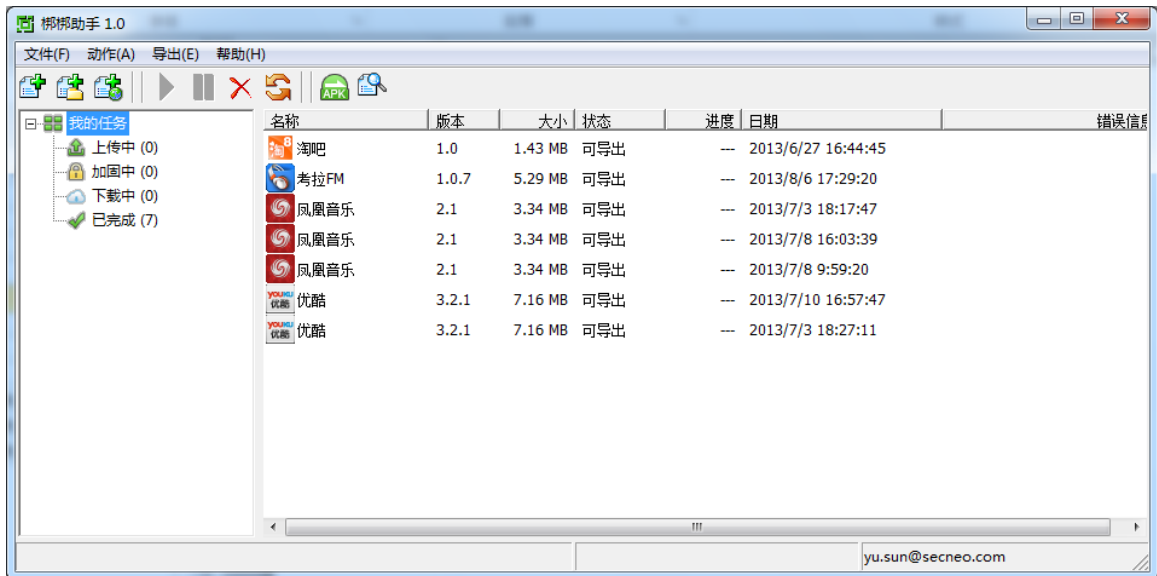 梆梆助手 1.0
文件(F) 动作(A) 导出(E) 帮助(H)
APK
我的任务
上传中 (0)
加固中 (0)
下载中 (0)
已完成 (7)
名称 版本 大小 状态 进度 日期 错误信息
淘吧 1.0 1.43 MB 可导出 --- 2013/6/27 16:44:45
考拉FM 1.0.7 5.29 MB 可导出 --- 2013/8/6 17:29:20
凤凰音乐 2.1 3.34 MB 可导出 --- 2013/7/3 18:17:47
凤凰音乐 2.1 3.34 MB 可导出 --- 2013/7/8 16:03:39
凤凰音乐 2.1 3.34 MB 可导出 --- 2013/7/8 9:59:20
YOUKU 优酷 优酷 3.2.1 7.16 MB 可导出 --- 2013/7/10 16:57:47
YOUKU 优酷 优酷 3.2.1 7.16 MB 可导出 --- 2013/7/3 18:27:11
yu.sun@secneo.com